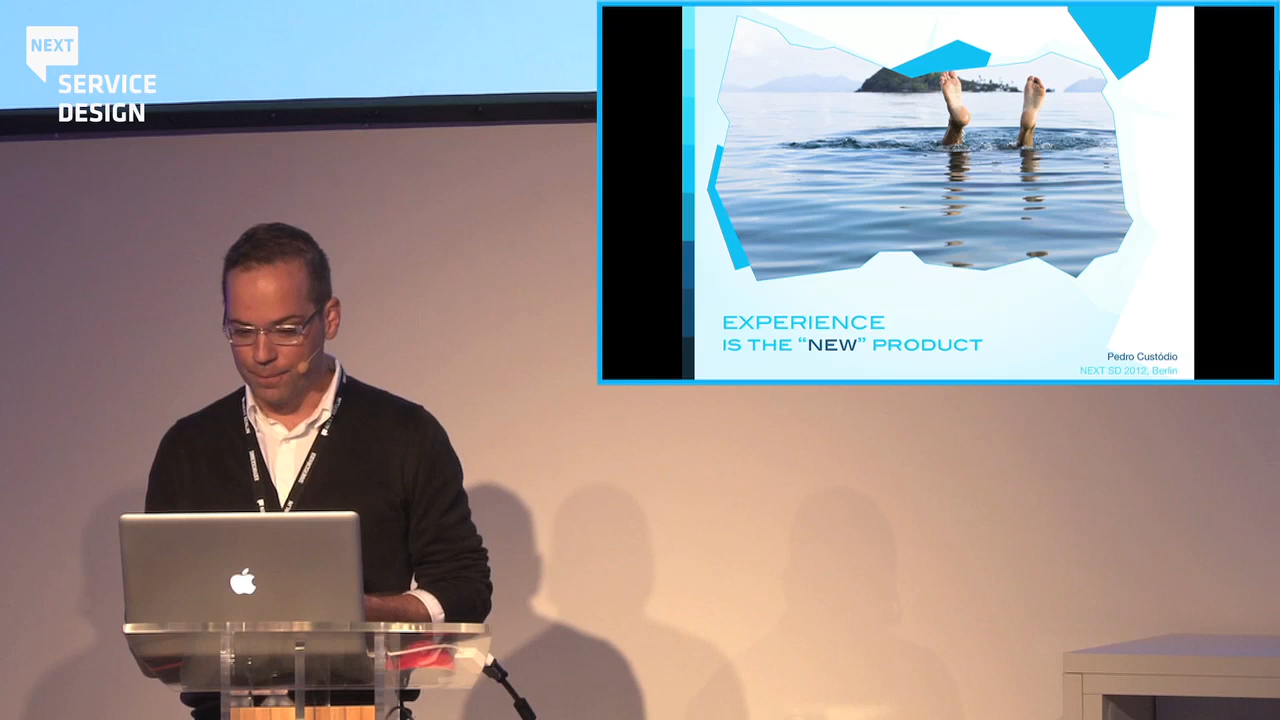 NEXT
SERVICE
DESIGN
EXPERIENCE
IS THE “NEW” PRODUCT
Pedro Custódio
NEXT SD 2012, Berlin